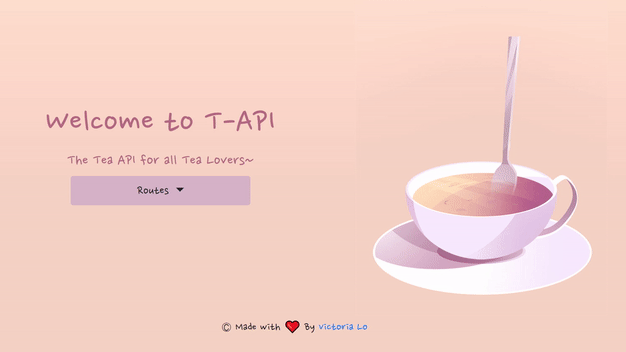 Welcome to T-API
The Tea API for all Tea Lovers~
Routes
© Made with ❤ By Victoria Lo